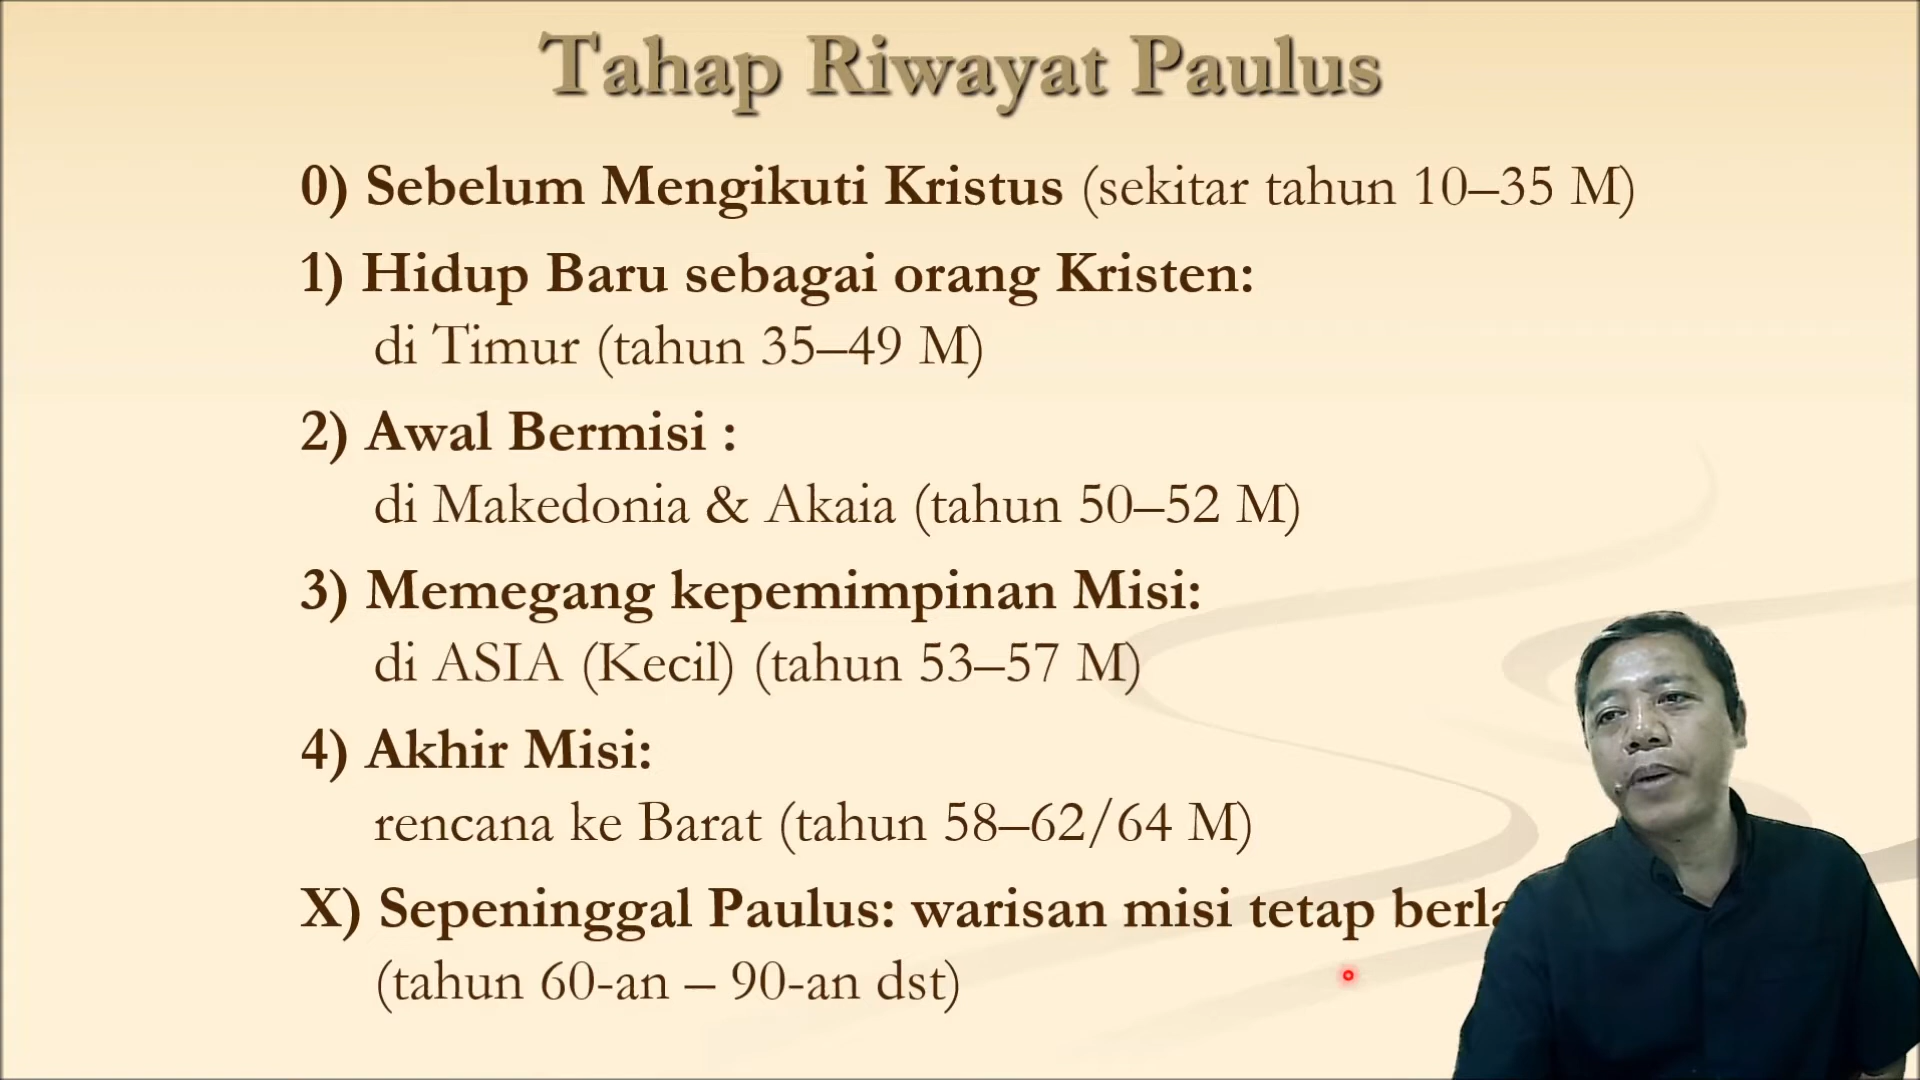 Tahap Riwayat Paulus
0) Sebelum Mengikuti Kristus (sekitar tahun 10–35 M)
1) Hidup Baru sebagai orang Kristen:
di Timur (tahun 35–49 M)
2) Awal Bermisi :
di Makedonia & Akaia (tahun 50–52 M)
3) Memegang kepemimpinan Misi:
di ASIA (Kecil) (tahun 53–57 M)
4) Akhir Misi:
rencana ke Barat (tahun 58–62/64 M)
X) Sepeninggal Paulus: warisan misi tetap
(tahun 60-an – 90-an dst)